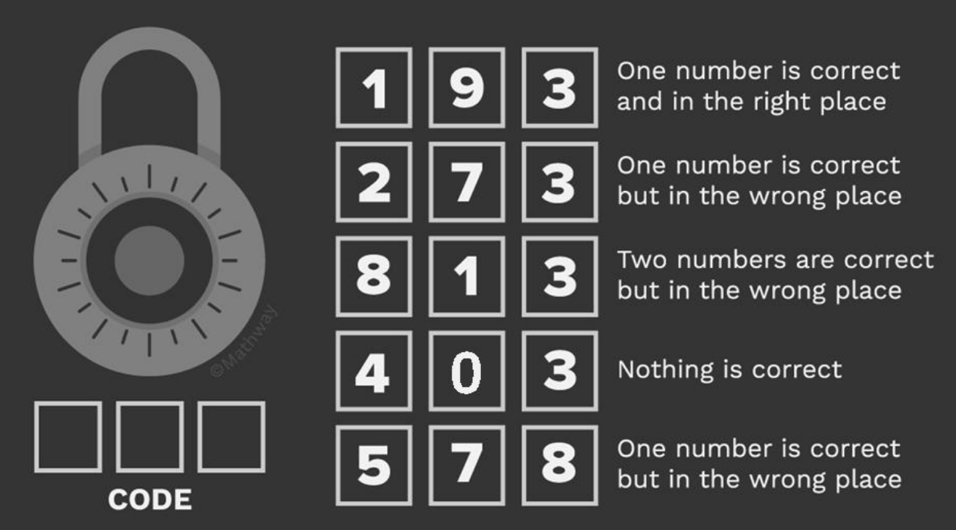 1 9 3 One number is correct
and in the right place
2 7 3 One number is correct
but in the wrong place
8 1 3 Two numbers are correct
but in the wrong place
4 0 3 Nothing is correct
5 7 8 One number is correct
but in the wrong place
©Mathway
CODE